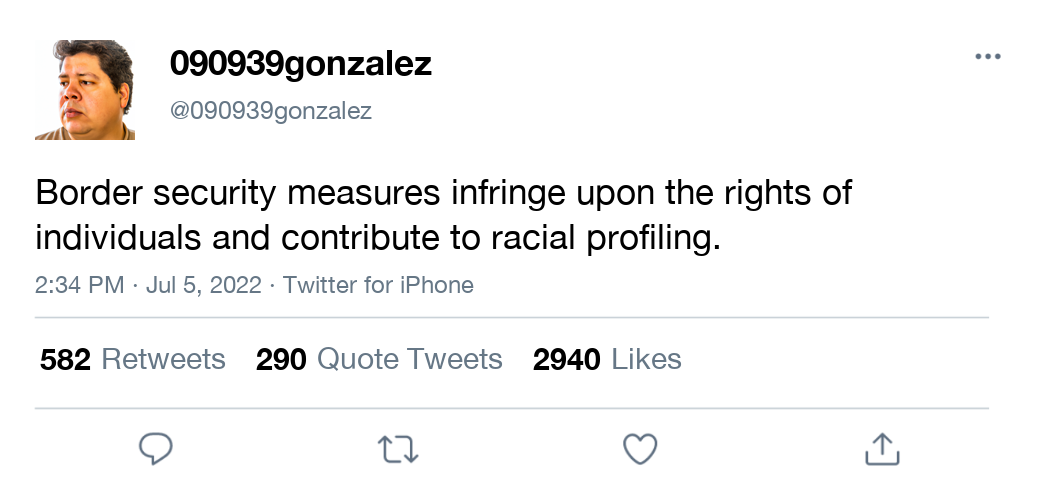 090939gonzalez
@090939gonzalez
Border security measures infringe upon the rights of
individuals and contribute to racial profiling.
2:34 PM · Jul 5, 2022 · Twitter for iPhone
582 Retweets 290 Quote Tweets 2940 Likes